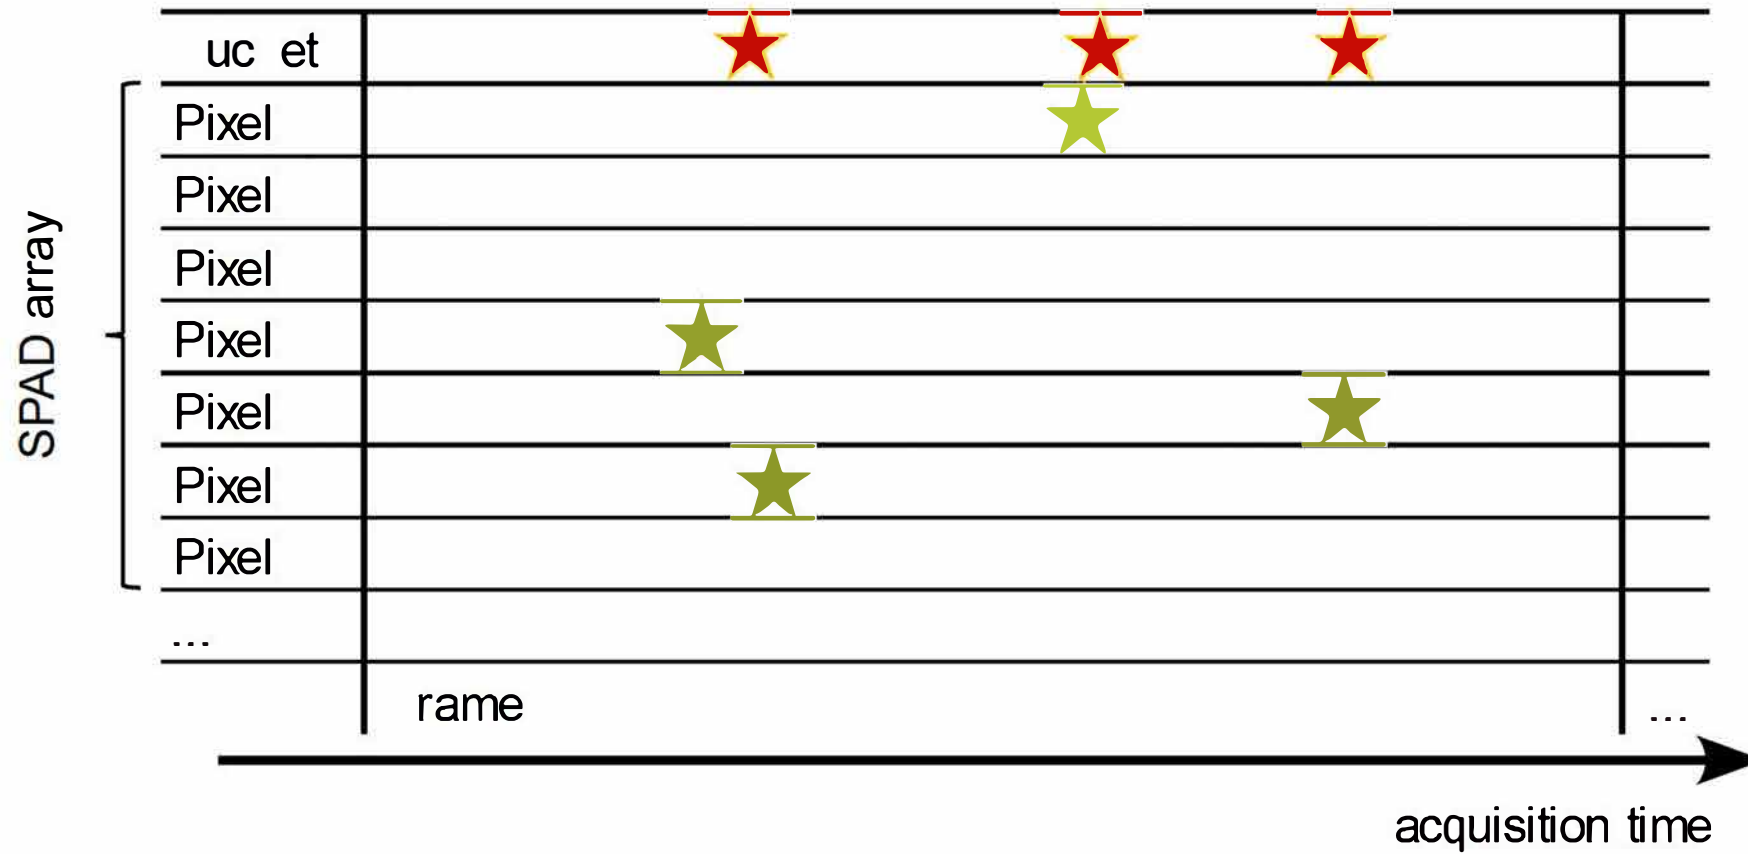 uc et
Pixel
Pixel
Pixel
Pixel
Pixel
Pixel
Pixel
...
SPAD array
rame
...
acquisition time